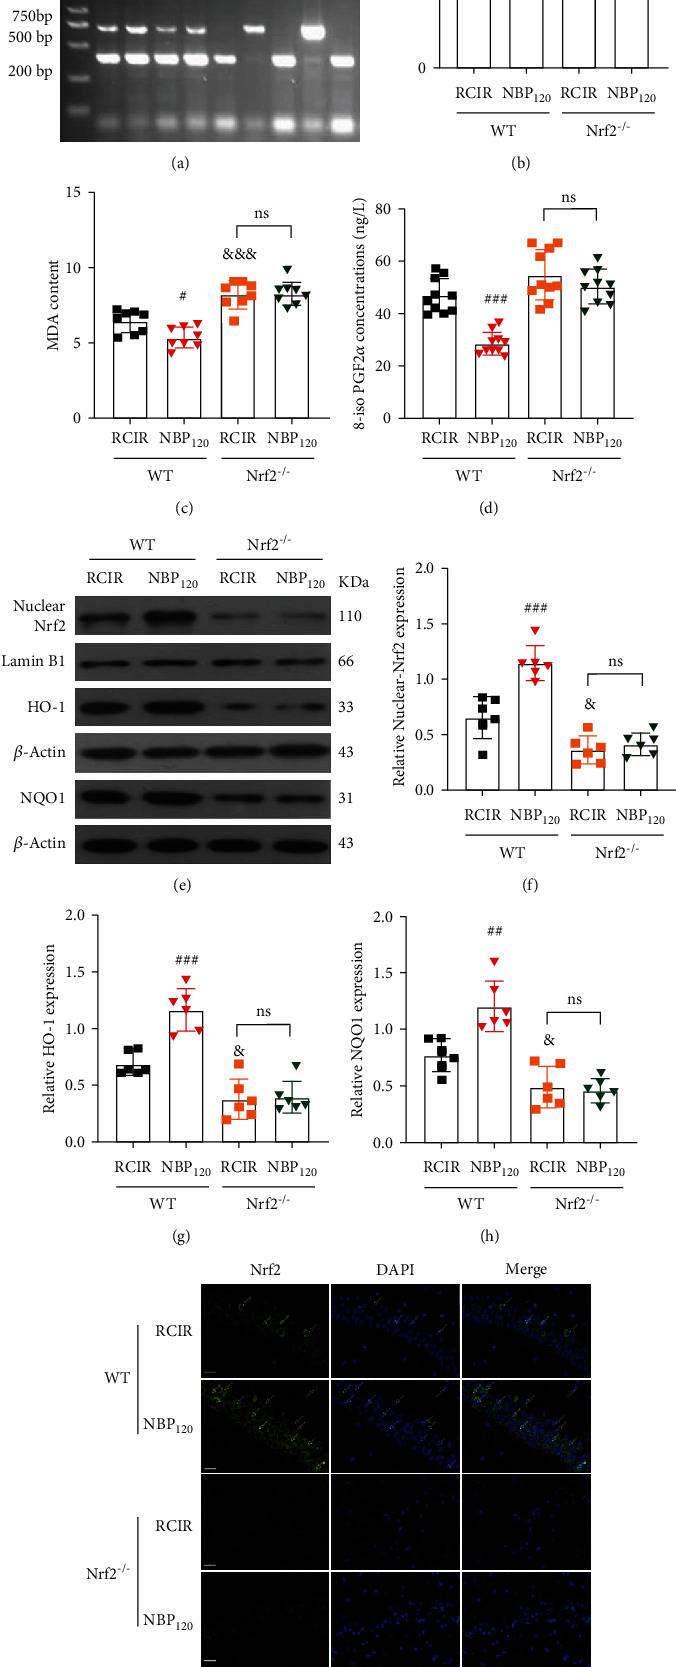 750bp
500 bp
200 bp
(a)
0
RCIR NBP120 RCIR NBP120
WT Nrf2-/-
(b)
MDA content
15
10
5
0
#
&&&
ns
RCIR NBP120 RCIR NBP120
WT Nrf2-/-
(c)
8-iso PGF2α concentrations (ng/L)
80
60
40
20
0
###
ns
RCIR NBP120 RCIR NBP120
WT Nrf2-/-
(d)
WT Nrf2-/-
RCIR NBP120 RCIR NBP120 KDa
Nuclear
Nrf2 110
Lamin B1 66
HO-1 33
β-Actin 43
NQO1 31
β-Actin 43
(e)
Relative Nuclear-Nrf2 expression
2.0
1.5
1.0
0.5
0.0
###
&
ns
RCIR NBP120 RCIR NBP120
WT Nrf2-/-
(f)
Relative HO-1 expression
2.0
1.5
1.0
0.5
0.0
###
&
ns
RCIR NBP120 RCIR NBP120
WT Nrf2-/-
(g)
Relative NQO1 expression
2.0
1.5
1.0
0.5
0.0
##
&
ns
RCIR NBP120 RCIR NBP120
WT Nrf2-/-
(h)
Nrf2 DAPI Merge
WT
RCIR
NBP120
Nrf2-/-
RCIR
NBP120